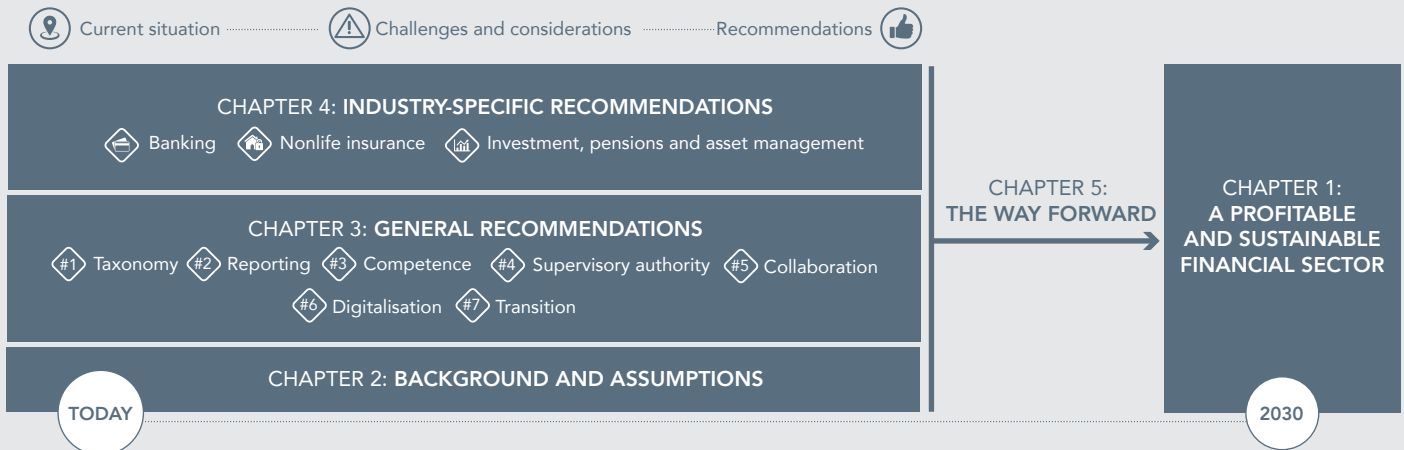 Current situation Challenges and considerations Recommendations
CHAPTER 4: INDUSTRY-SPECIFIC RECOMMENDATIONS
Banking Nonlife insurance Investment, pensions and asset management
CHAPTER 3: GENERAL RECOMMENDATIONS
#1 Taxonomy #2 Reporting #3 Competence #4 Supervisory authority #5 Collaboration
#6 Digitalisation #7 Transition
CHAPTER 2: BACKGROUND AND ASSUMPTIONS
TODAY
CHAPTER 5:
THE WAY FORWARD
CHAPTER 1:
A PROFITABLE
AND SUSTAINABLE
FINANCIAL SECTOR
2030